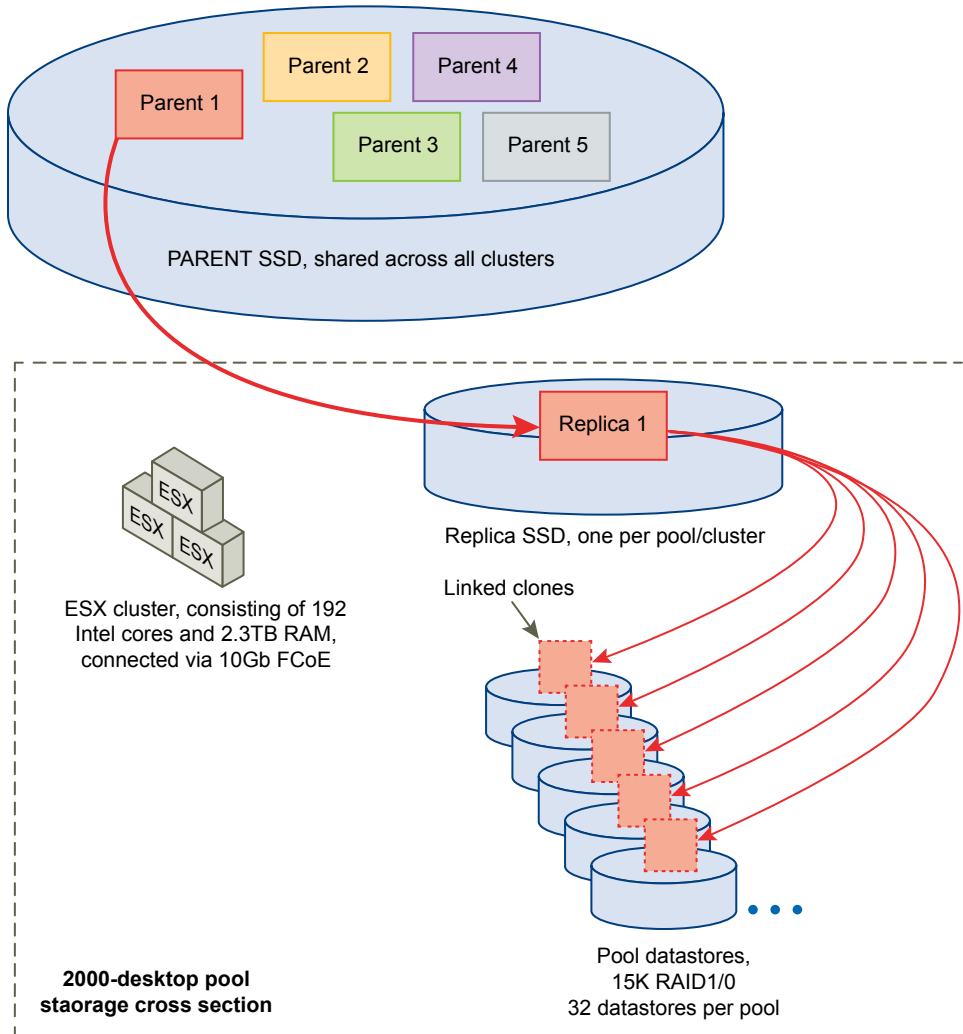 Parent 1
Parent 2
Parent 4
Parent 3
Parent 5
PARENT SSD, shared across all clusters
Replica 1
Replica SSD, one per pool/cluster
ESX
ESX
ESX
ESX cluster, consisting of 192
Intel cores and 2.3TB RAM,
connected via 10Gb FCoE
Linked clones
Pool datastores,
15K RAID1/0
32 datastores per pool
2000-desktop pool
staorage cross section